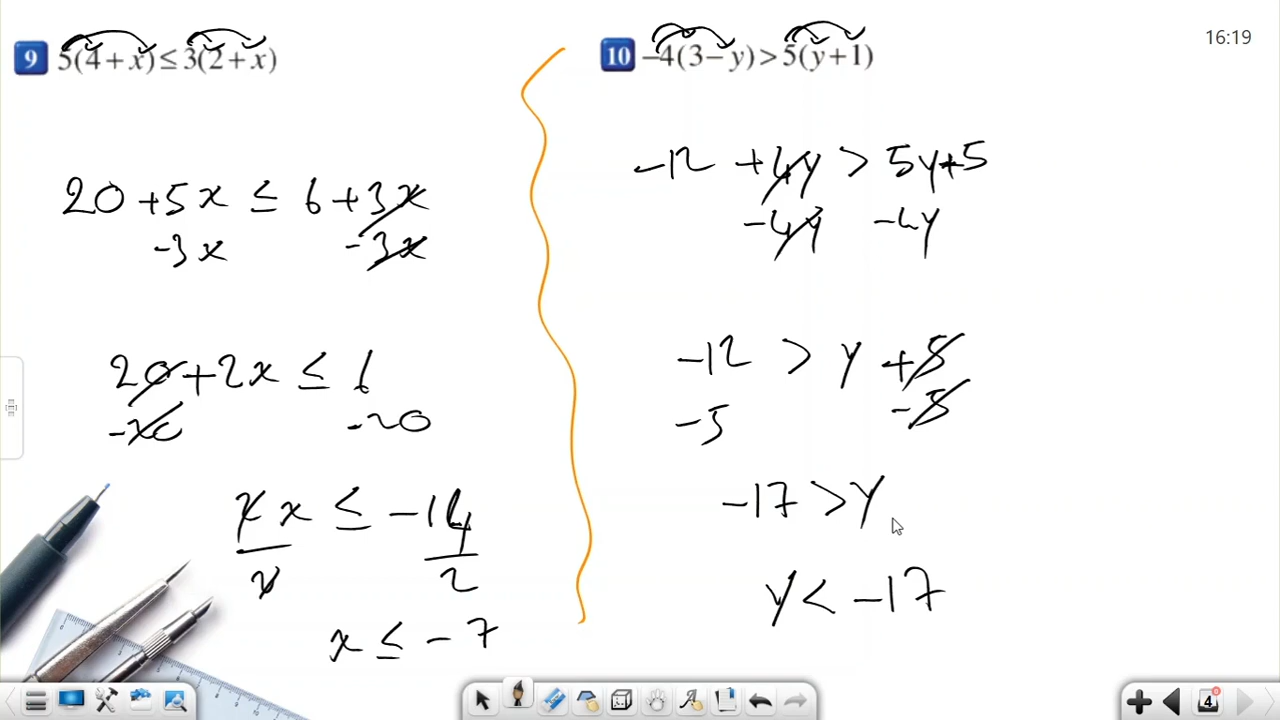 9 5(4+x)≤3(2+x)
20 +5x ≤ 6 +3x
-3x -3x
20+2x ≤ 6
-20 -20
2x ≤ -14
2 2
x ≤ -7
10 −4(3−y)>5(y+1)
-12 +4y > 5y+5
-4y -4y
-12 > y +5
-5 -5
-17 >y
y< -17
16:19
4